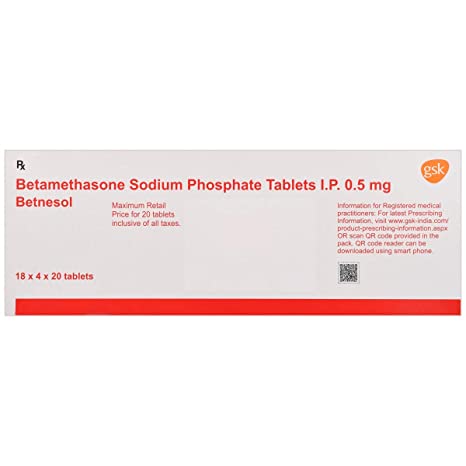 Rx
gsk
Betamethasone Sodium Phosphate Tablets I.P. 0.5 mg
Betnesol
Maximum Retail
Price for 20 tablets
inclusive of all taxes.
Information for Registered medical
practitioners: For latest Prescribing
Information, visit www.gsk-india.com/
product-prescribing-information.aspx
OR scan QR code provided in the
pack. QR code reader can be
downloaded using smart phone.
18 x 4 x 20 tablets